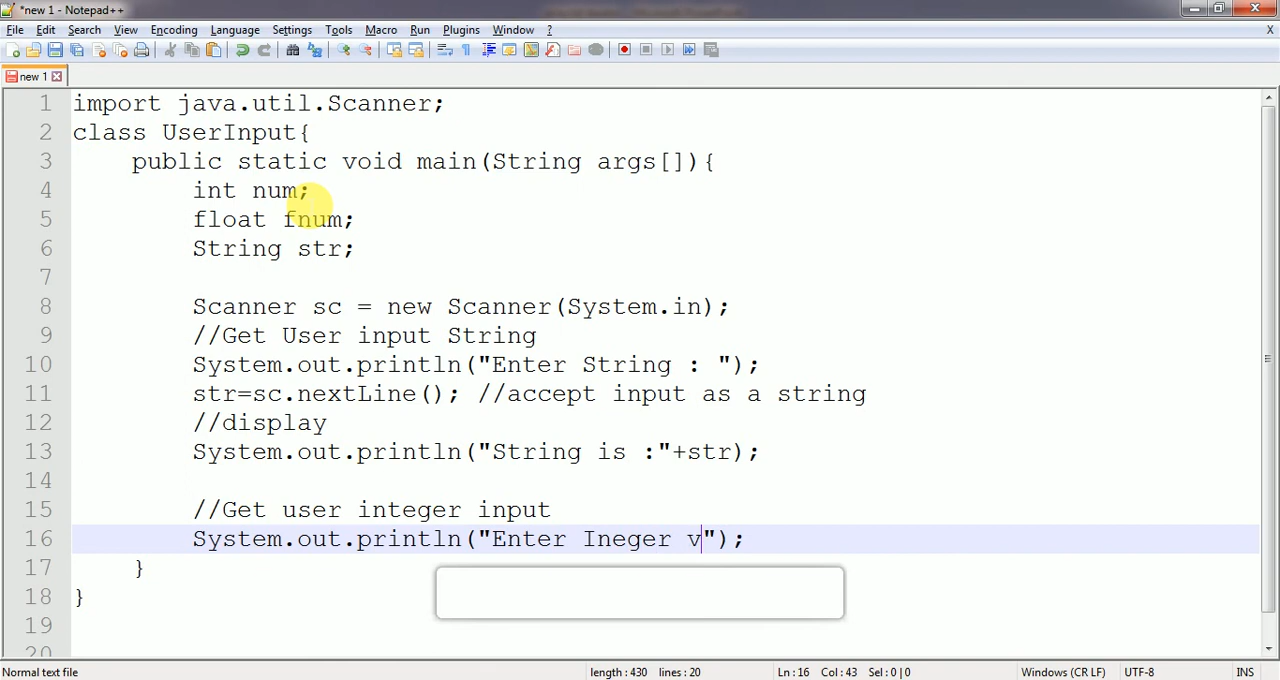 *new 1 - Notepad++
File Edit Search View Encoding Language Settings Tools Macro Run Plugins Window ? X
new 1
1 import java.util.Scanner;
2 class UserInput{
3 public static void main(String args[]){
4 int num;
5 float fnum;
6 String str;
7
8 Scanner sc = new Scanner(System.in);
9 //Get User input String
10 System.out.println("Enter String : ");
11 str=sc.nextLine(); //accept input as a string
12 //display
13 System.out.println("String is :"+str);
14
15 //Get user integer input
16 System.out.println("Enter Ineger v");
17 }
18 }
19
20
Normal text file length : 430 lines : 20 Ln : 16 Col : 43 Sel : 0 | 0 Windows (CR LF) UTF-8 INS